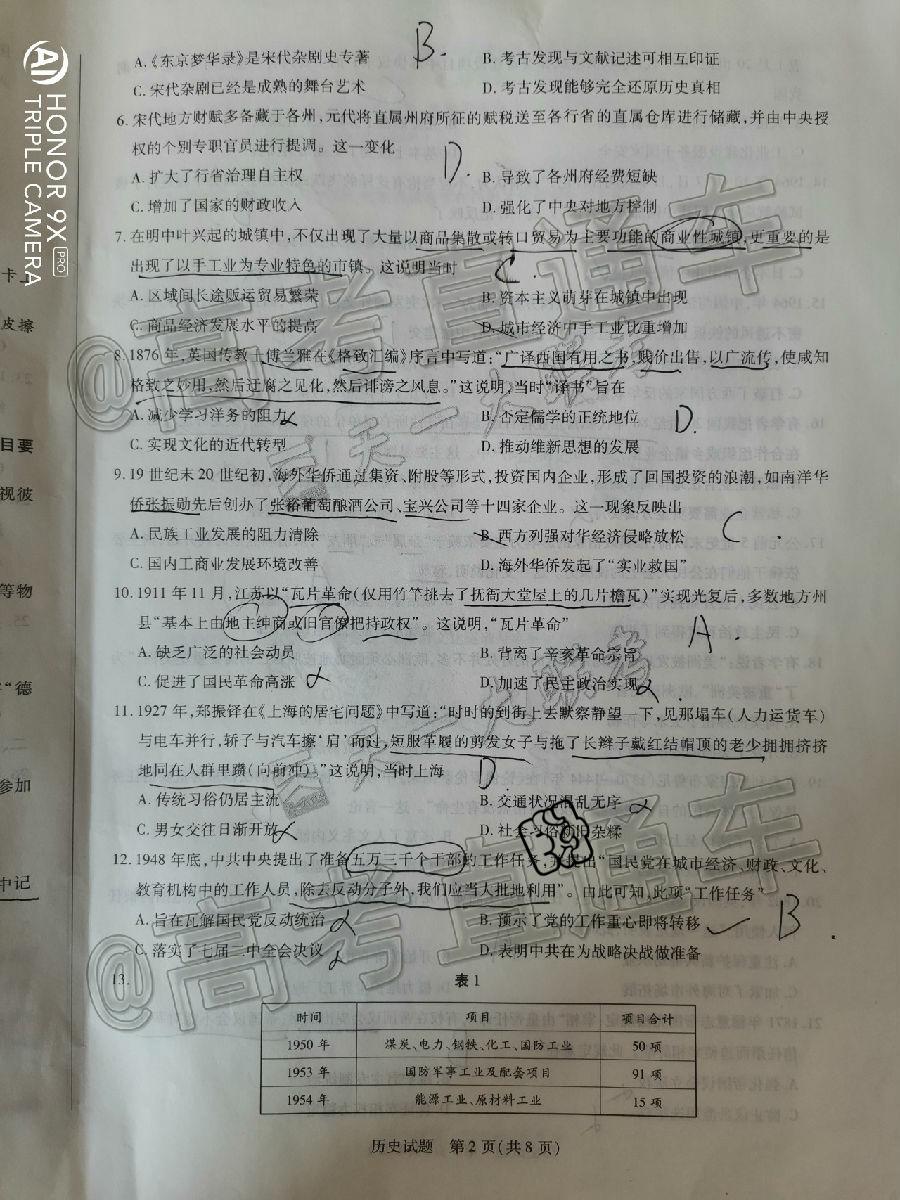 HONOR 9X PRO
AI TRIPLE CAMERA
B.
A.《东京梦华录》是宋代杂剧史专著 B. 考古发现与文献记述可相互印证
C. 宋代杂剧已经是成熟的舞台艺术 D. 考古发现能够完全还原历史真相
6. 宋代地方财赋多条藏于各州,元代将直属州府所征的赋税送至各行省的直属仓库进行储藏,并由中央授
权的个别专职官员进行提调。这一变化
D.
A. 扩大了行省治理自主权 B. 导致了各州府经费短缺
C. 增加了国家的财政收入 D. 强化了中央对地方控制
7. 在明中叶兴起的城镇中,不仅出现了大量以商品集散或转口贸易为主要功能的商业性城镇,更重要的是
出现了以手工业为专业特色的市镇。这说明当时
C.
A. 区域间长途贩运贸易繁荣 B. 资本主义萌芽在城镇中出现
C. 商品经济发展水平的提高 D. 城市经济中手工业比重增加
8. 1876 年,英国传教士傅兰雅在《格致汇编》序言中写道:“广译西国有用之书,贱价出售,以广流传,使咸知
格致之妙用,然后迂腐之见化,然后诽谤之风息。”这说明,当时“译书”旨在
A. 减少学习洋务的阻力 B. 否定儒学的正统地位
D.
C. 实现文化的近代转型 D. 推动维新思想的发展
9. 19 世纪末 20 世纪初,海外华侨通过集资、附股等形式,投资国内企业,形成了回国投资的浪潮,如南洋华
侨张振勋先后创办了张裕葡萄酿酒公司、宝兴公司等十四家企业。这一现象反映出
A. 民族工业发展的阻力清除 B. 西方列强对华经济侵略放松
C.
C. 国内工商业发展环境改善 D. 海外华侨发起了“实业救国”
10. 1911 年 11 月,江苏以“瓦片革命(仅用竹竿挑去了抚衙大堂屋上的几片檐瓦)”实现光复后,多数地方州
县“基本上由地主绅商或旧官僚把持政权”。这说明,“瓦片革命”
A.
A. 缺乏广泛的社会动员 B. 背离了辛亥革命宗旨
C. 促进了国民革命高涨 D. 加速了民主政治实现
11. 1927 年,郑振铎在《上海的居宅问题》中写道:“时时的到街上去默察静望一下,见那塌车(人力运货车)
与电车并行,轿子与汽车擦‘肩’而过,短服革履的剪发女子与拖了长辫子戴红结帽顶的老少拥拥挤挤
地同在人群里躜(向前冲)。”这说明,当时上海
D
A. 传统习俗仍居主流 B. 交通状况混乱无序
C. 男女交往日渐开放 D. 社会习俗新旧杂糅
12. 1948 年底,中共中央提出了准备五万三千个干部的工作任务,并提出“国民党在城市经济、财政、文化、
教育机构中的工作人员,除去反动分子外,我们应当大批地利用”。由此可知,此项“工作任务”
A. 旨在瓦解国民党反动统治 B. 预示了党的工作重心即将转移
B
C. 落实了七届二中全会决议 D. 表明中共在为战略决战做准备
13. 表 1
时间 项目 项目合计
1950 年 煤炭、电力、钢铁、化工、国防工业 50 项
1953 年 国防军事工业及配套项目 91 项
1954 年 能源工业、原材料工业 15 项
历史试题 第 2 页(共 8 页)
皮擦
目要
视彼
等物
“德
参加
中记
@高考直通车
天一大联考
@高考直通车